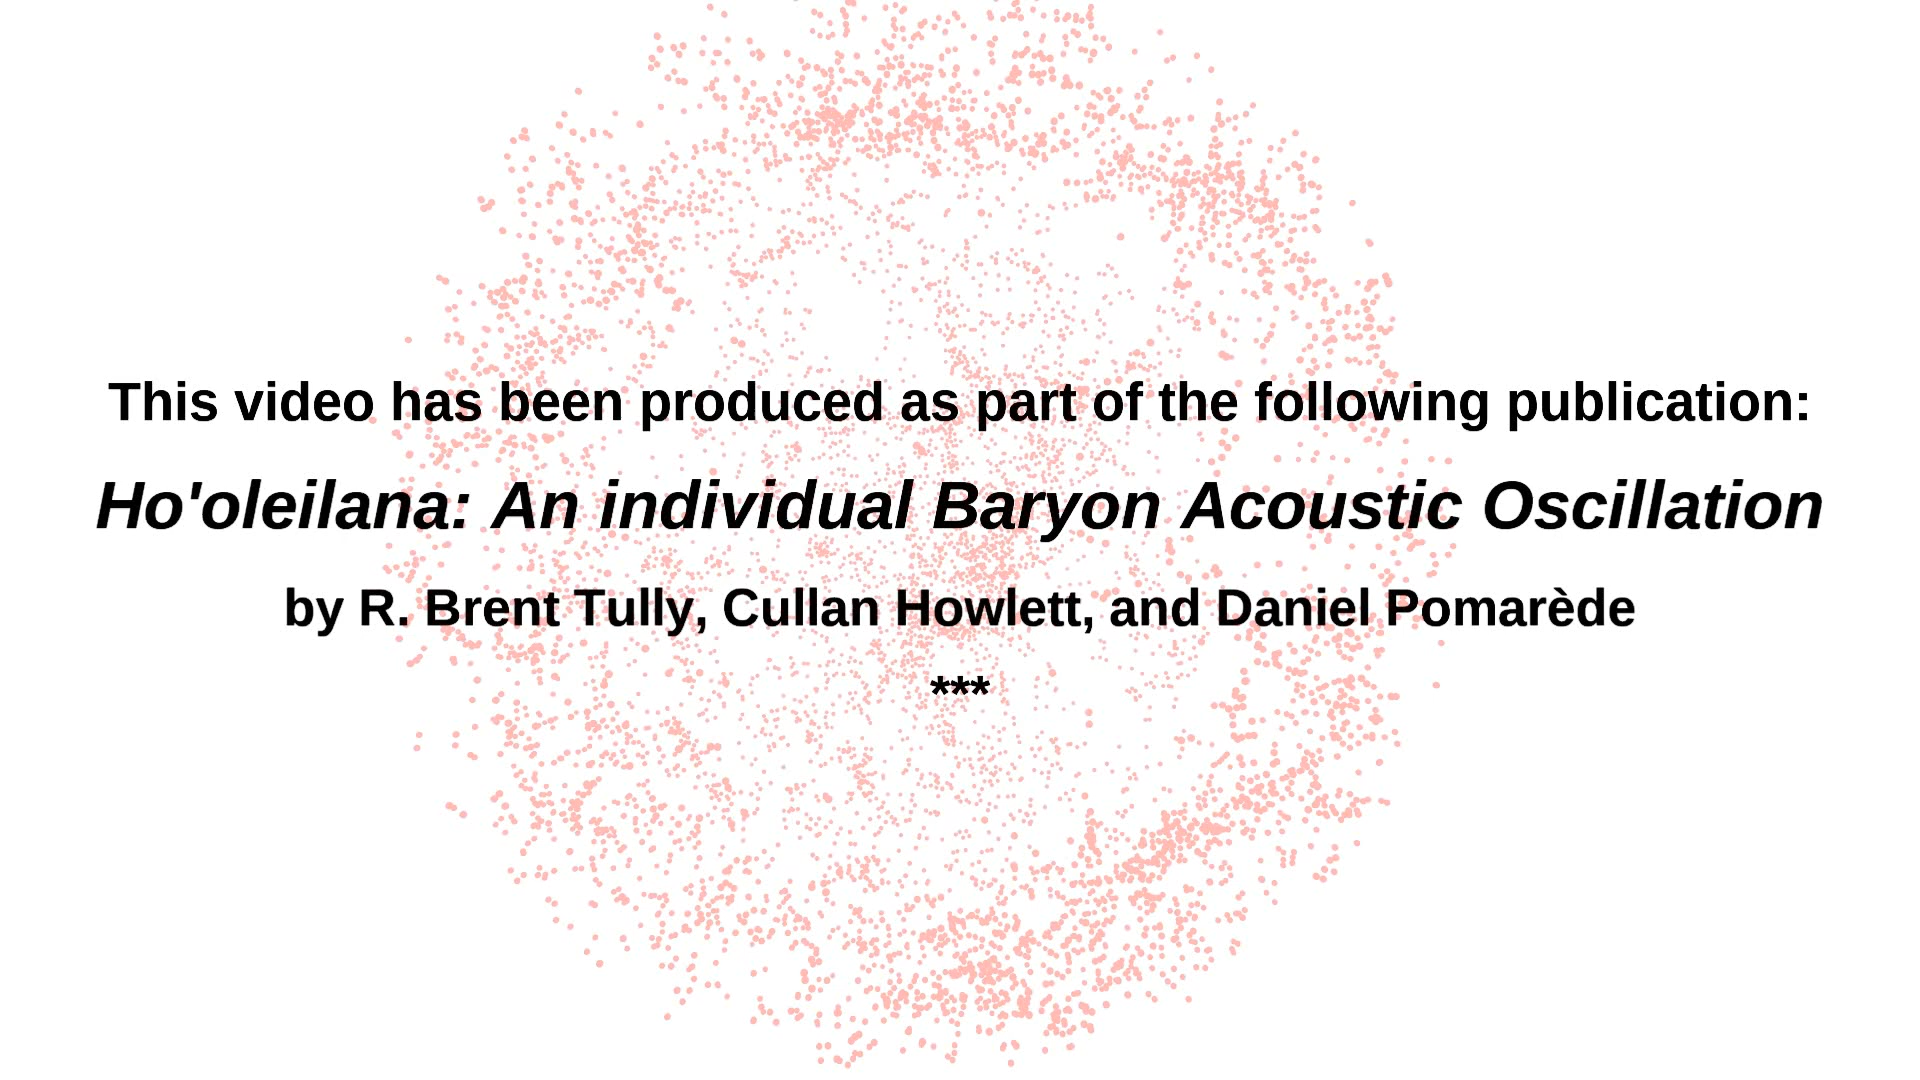 This video has been produced as part of the following publication:
Ho'oleilana: An individual Baryon Acoustic Oscillation
by R. Brent Tully, Cullan Howlett, and Daniel Pomarède
***